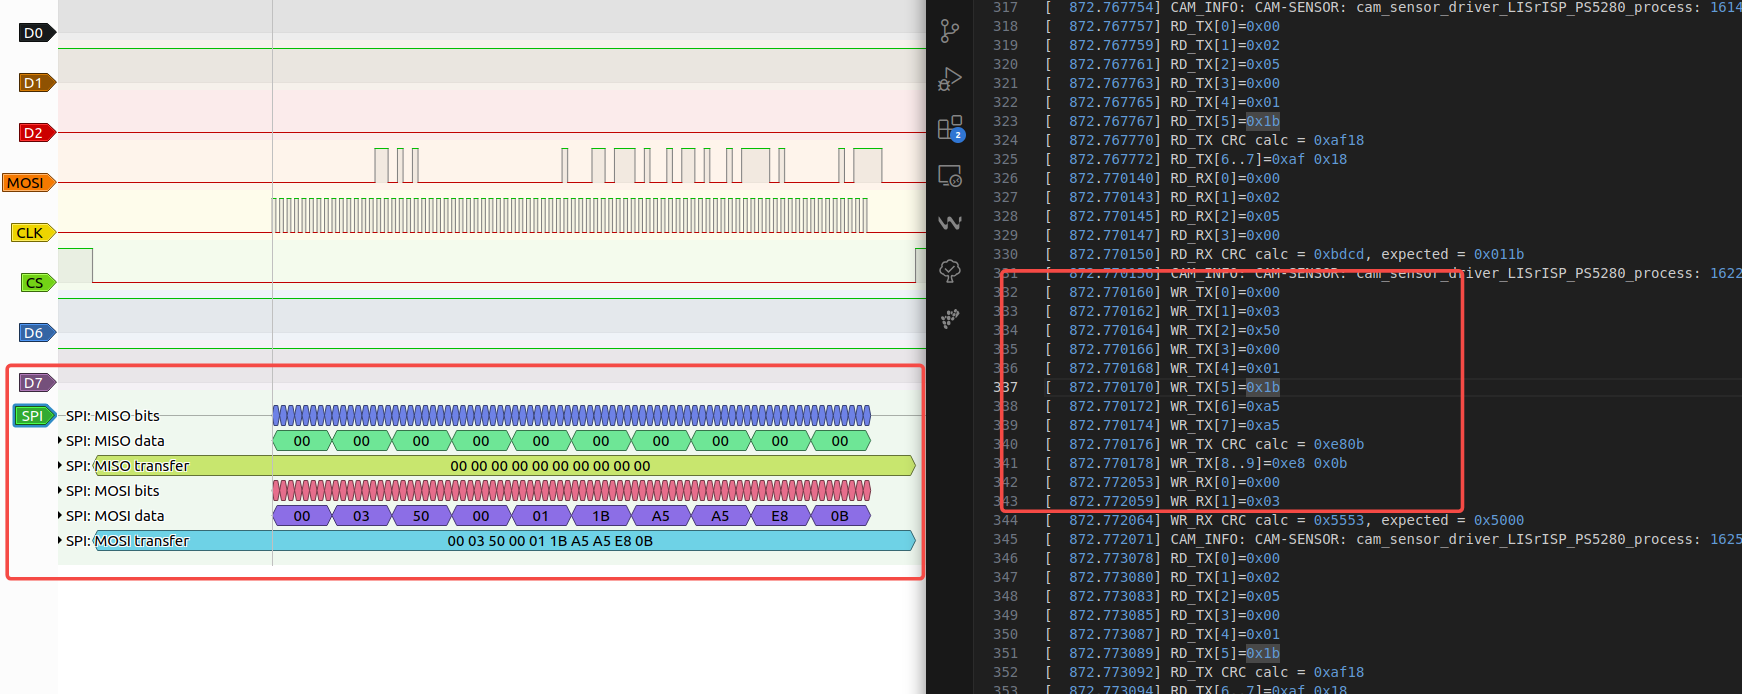 D0
D1
D2
MOSI
CLK
CS
D6
D7
SPI
SPI: MISO bits
SPI: MISO data
00 00 00 00 00 00 00 00 00 00
SPI: MISO transfer
00 00 00 00 00 00 00 00 00 00
SPI: MOSI bits
SPI: MOSI data
00 03 50 00 01 1B A5 A5 E8 0B
SPI: MOSI transfer
00 03 50 00 01 1B A5 A5 E8 0B
2
317 [ 872.767754] CAM_INFO: CAM-SENSOR: cam_sensor_driver_LISrISP_PS5280_process: 1614
318 [ 872.767757] RD_TX[0]=0x00
319 [ 872.767759] RD_TX[1]=0x02
320 [ 872.767761] RD_TX[2]=0x05
321 [ 872.767763] RD_TX[3]=0x00
322 [ 872.767765] RD_TX[4]=0x01
323 [ 872.767767] RD_TX[5]=0x1b
324 [ 872.767770] RD_TX CRC calc = 0xaf18
325 [ 872.767772] RD_TX[6..7]=0xaf 0x18
326 [ 872.770140] RD_RX[0]=0x00
327 [ 872.770143] RD_RX[1]=0x02
328 [ 872.770145] RD_RX[2]=0x05
329 [ 872.770147] RD_RX[3]=0x00
330 [ 872.770150] RD_RX CRC calc = 0xbdcd, expected = 0x011b
331 [ 872.770156] CAM_INFO: CAM-SENSOR: cam_sensor_driver_LISrISP_PS5280_process: 1622
332 [ 872.770160] WR_TX[0]=0x00
333 [ 872.770162] WR_TX[1]=0x03
334 [ 872.770164] WR_TX[2]=0x50
335 [ 872.770166] WR_TX[3]=0x00
336 [ 872.770168] WR_TX[4]=0x01
337 [ 872.770170] WR_TX[5]=0x1b
338 [ 872.770172] WR_TX[6]=0xa5
339 [ 872.770174] WR_TX[7]=0xa5
340 [ 872.770176] WR_TX CRC calc = 0xe80b
341 [ 872.770178] WR_TX[8..9]=0xe8 0x0b
342 [ 872.772053] WR_RX[0]=0x00
343 [ 872.772059] WR_RX[1]=0x03
344 [ 872.772064] WR_RX CRC calc = 0x5553, expected = 0x5000
345 [ 872.772071] CAM_INFO: CAM-SENSOR: cam_sensor_driver_LISrISP_PS5280_process: 1625
346 [ 872.773078] RD_TX[0]=0x00
347 [ 872.773080] RD_TX[1]=0x02
348 [ 872.773083] RD_TX[2]=0x05
349 [ 872.773085] RD_TX[3]=0x00
350 [ 872.773087] RD_TX[4]=0x01
351 [ 872.773089] RD_TX[5]=0x1b
352 [ 872.773092] RD_TX CRC calc = 0xaf18
353 [ 872.773094] RD_TX[6..7]=0xaf 0x18